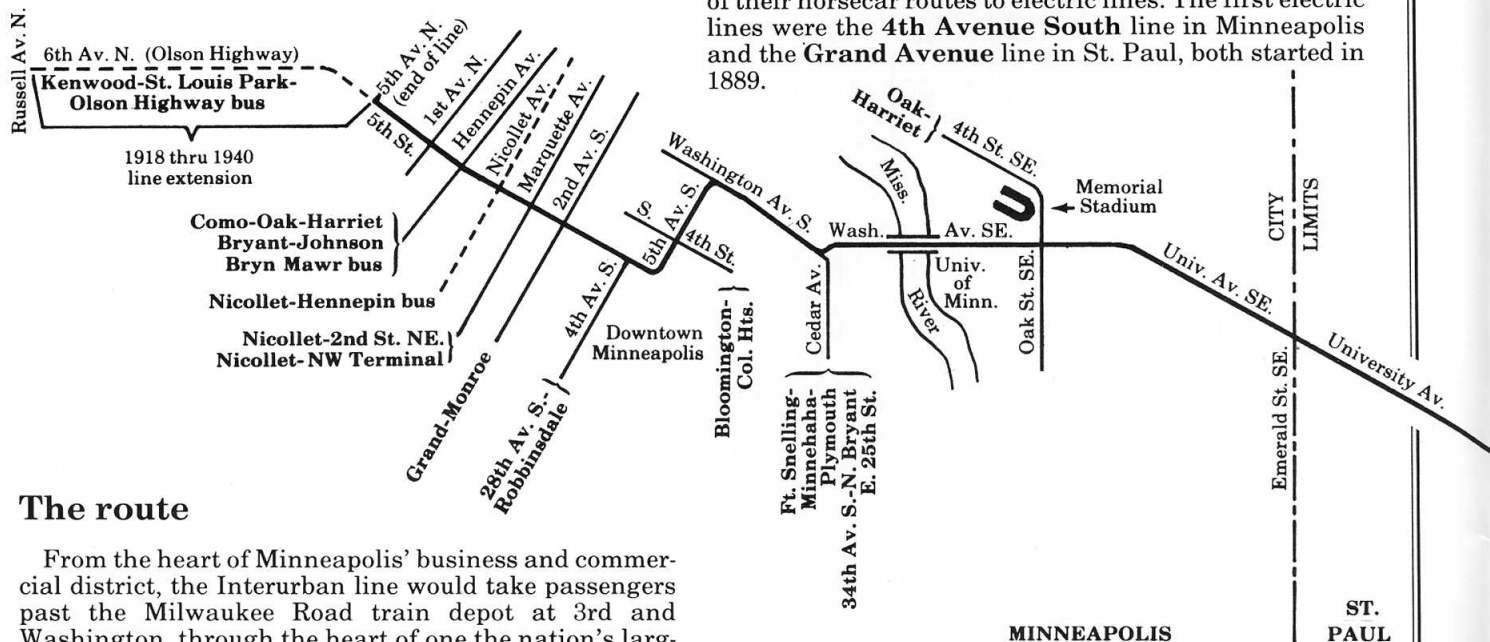 of their horsecar routes to electric lines. The first electric
lines were the 4th Avenue South line in Minneapolis
and the Grand Avenue line in St. Paul, both started in
1889.
Russell Av. N.
6th Av. N. (Olson Highway)
Kenwood-St. Louis Park-
Olson Highway bus
1918 thru 1940
line extension
5th Av. N.
(end of line)
5th St.
1st Av. N.
Hennepin Av.
Nicollet Av.
Marquette Av.
2nd Av. S.
Como-Oak-Harriet
Bryant-Johnson
Bryn Mawr bus
Nicollet-Hennepin bus
Nicollet-2nd St. NE.
Nicollet-NW Terminal
Grand-Monroe
28th Av. S.-
Robbinsdale
4th Av. S.
Downtown
Minneapolis
5th Av. S.
S. 4th St.
Bloomington-
Col. Hts.
Washington Av. S.
Cedar Av.
Ft. Snelling-
Minnehaha-
Plymouth
34th Av. S.-N. Bryant
E. 25th St.
Wash. Av. SE.
Miss.
River
Univ.
of
Minn.
Oak-
Harriet
4th St. SE.
Memorial
Stadium
Oak St. SE.
Univ. Av. SE.
CITY
LIMITS
Emerald St. SE.
University Av.
MINNEAPOLIS
ST.
PAUL
The route
From the heart of Minneapolis' business and commer-
cial district, the Interurban line would take passengers
past the Milwaukee Road train depot at 3rd and
Washington, through the heart of one the nation's larg-